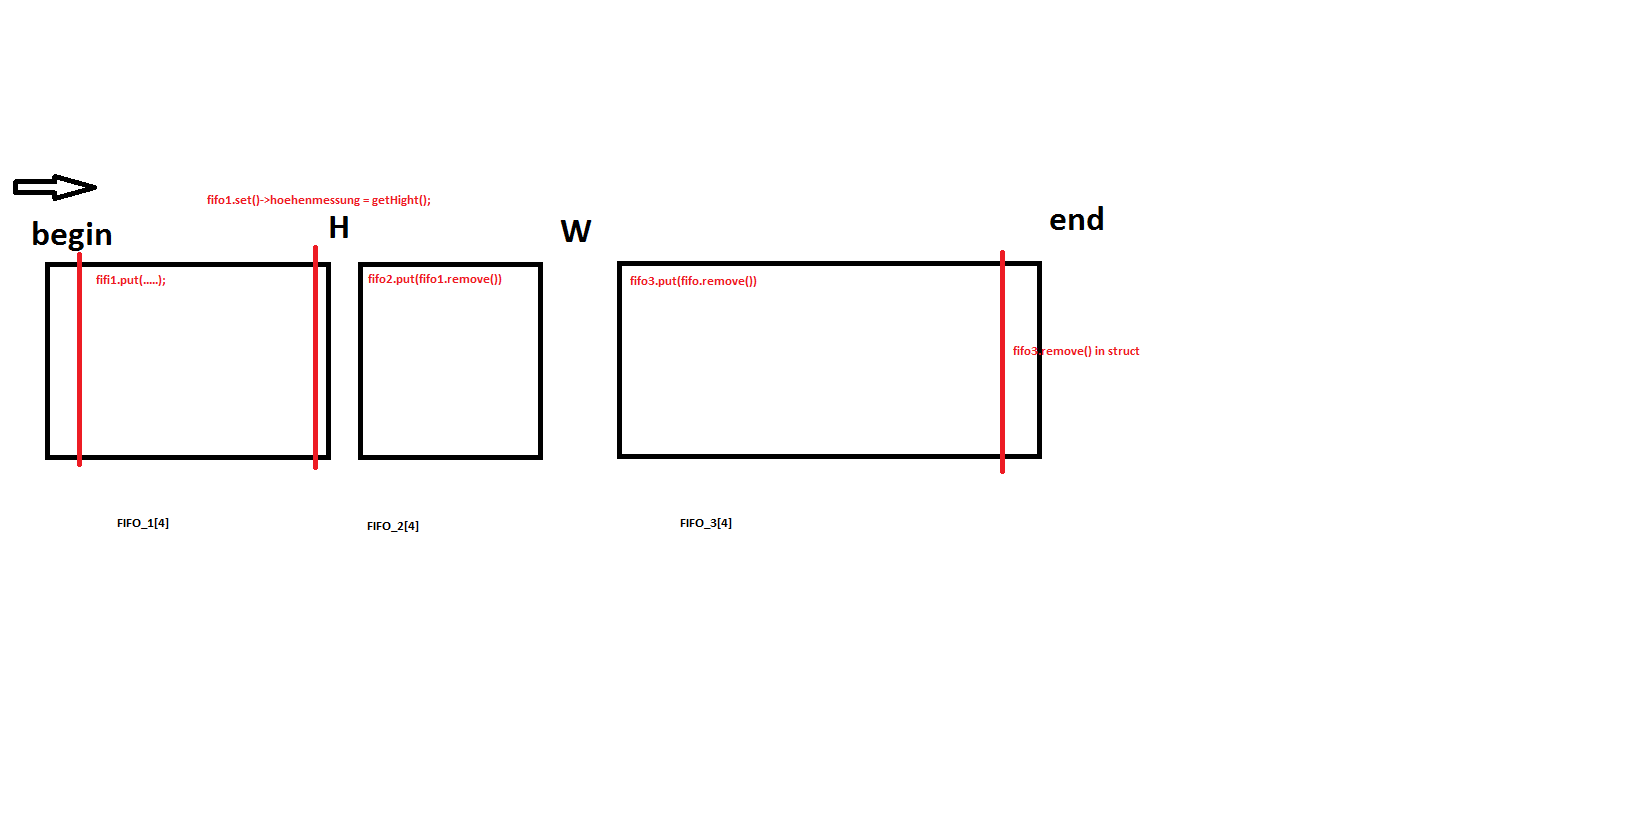 fifo1.set()->hoehenmessung = getHight();
begin
H
W
end
fifi1.put(.....);
fifo2.put(fifo1.remove())
fifo3.put(fifo.remove())
fifo3.remove() in struct
FIFO_1[4]
FIFO_2[4]
FIFO_3[4]